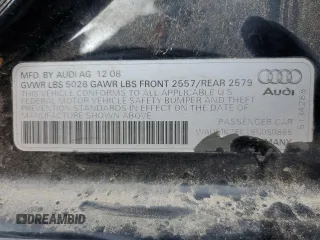 MFD. BY AUDI AG 12 08
GVWR LBS 5028 GAWR LBS FRONT 2557/REAR 2579
THIS VEHICLE CONFORMS TO ALL APPLICABLE U.S.
FEDERAL MOTOR VEHICLE SAFETY BUMPER AND THEFT
PREVENTION STANDARDS IN EFFECT ON THE DATE OF
MANUFACTURE SHOWN ABOVE.
Audi
PASSENGER CAR
DREAMBID